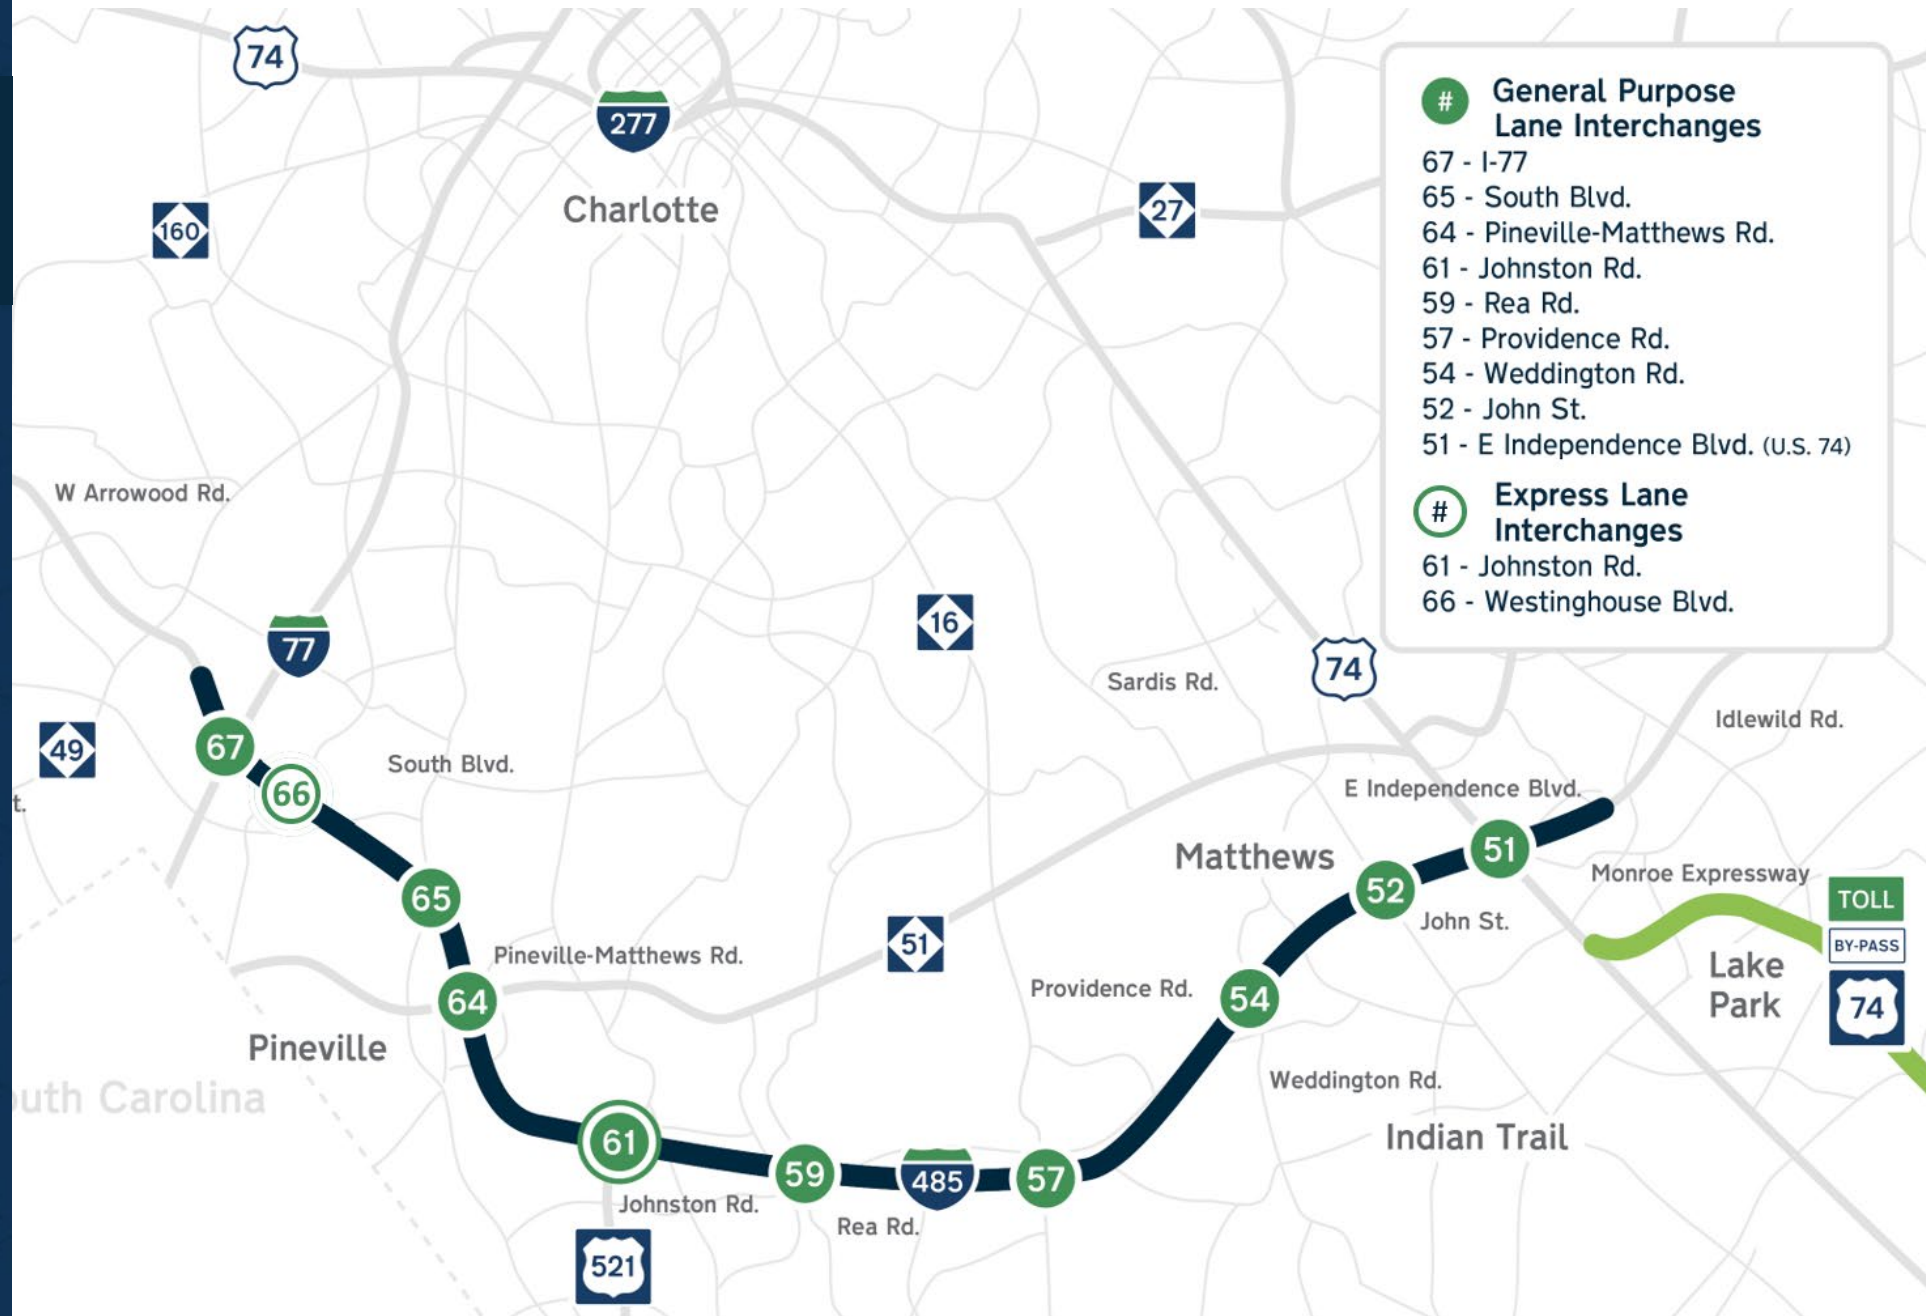 74
277
Charlotte
160
27
# General Purpose
Lane Interchanges
67 - I-77
65 - South Blvd.
64 - Pineville-Matthews Rd.
61 - Johnston Rd.
59 - Rea Rd.
57 - Providence Rd.
54 - Weddington Rd.
52 - John St.
51 - E Independence Blvd. (U.S. 74)
# Express Lane
Interchanges
61 - Johnston Rd.
66 - Westinghouse Blvd.
W Arrowood Rd.
77
16
Sardis Rd.
74
Idlewild Rd.
49
67
South Blvd.
66
t.
E Independence Blvd.
Matthews
51
52
Monroe Expressway
TOLL
BY-PASS
74
65
John St.
51
Pineville-Matthews Rd.
Lake
Park
Providence Rd.
54
64
Pineville
Weddington Rd.
outh Carolina
Indian Trail
61
59
485
57
Johnston Rd.
Rea Rd.
521